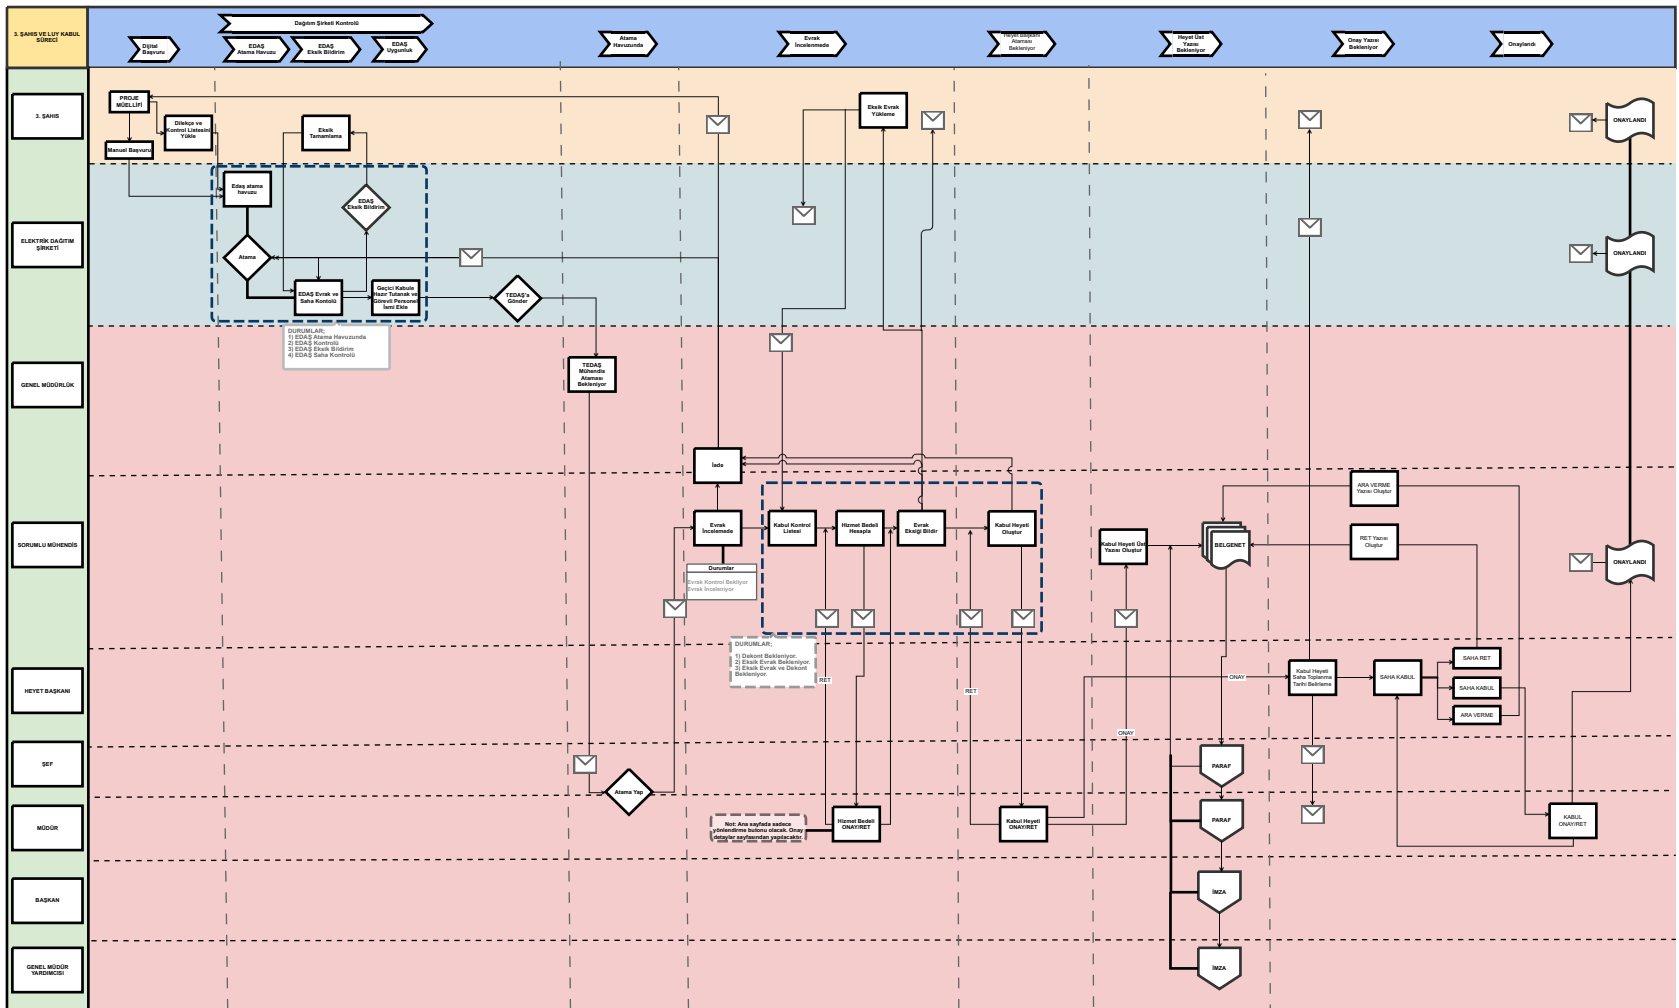 3. ŞAHIS VE LUY KABUL
SÜRECİ
Dağıtım Şirketi Kontrolü
Dijital
Başvuru
EDAŞ
Atama Havuzu
EDAŞ
Eksik Bildirim
EDAŞ
Uygunluk
Atama
Havuzunda
Evrak
İncelenmede
Heyet Başkanı
Ataması
Bekleniyor
Heyet Üst
Yazısı
Bekleniyor
Onay Yazısı
Bekleniyor
Onaylandı
3. ŞAHIS
PROJE
MÜELLİFİ
Dilekçe ve
Kontrol Listesini
Yükle
Manuel Başvuru
Eksik
Tamamlama
Eksik Evrak
Yükleme
ONAYLANDI
ELEKTRİK DAĞITIM
ŞİRKETİ
Edaş atama
havuzu
EDAŞ
Eksik Bildirim
Atama
EDAŞ Evrak ve
Saha Kontolü
Geçici Kabule
Hazır Tutanak ve
Görevli Personel
İsmi Ekle
TEDAŞ'a
Gönder
ONAYLANDI
DURUMLAR;
1) EDAŞ Atama Havuzunda
2) EDAŞ Kontrolü
3) EDAŞ Eksik Bildirim
4) EDAŞ Saha Kontrolü
GENEL MÜDÜRLÜK
TEDAŞ
Mühendis
Ataması
Bekleniyor
İade
SORUMLU MÜHENDİS
Evrak
İncelemede
Kabul Kontrol
Listesi
Hizmet Bedeli
Hesapla
Evrak
Eksiği Bildir
Kabul Heyeti
Oluştur
Kabul Heyeti Üst
Yazısı Oluştur
BELGENET
ARA VERME
Yazısı Oluştur
RET Yazısı
Oluştur
ONAYLANDI
Durumlar
Evrak Kontrol Bekliyor
Evrak İnceleniyor
DURUMLAR;
1) Dekont Bekleniyor.
2) Eksik Evrak Bekleniyor.
3) Eksik Evrak ve Dekont
Bekleniyor.
HEYET BAŞKANI
RET
RET
ONAY
ONAY
Kabul Heyeti
Saha Toplanma
Tarihi Belirleme
SAHA KABUL
SAHA RET
SAHA KABUL
ARA VERME
ŞEF
Atama Yap
PARAF
MÜDÜR
Not: Ana sayfada sadece
yönlendirme butonu olacak. Onay
detaylar sayfasından yapılacaktır.
Hizmet Bedeli
ONAY/RET
Kabul Heyeti
ONAY/RET
PARAF
KABUL
ONAY/RET
BAŞKAN
İMZA
GENEL MÜDÜR
YARDIMCISI
İMZA